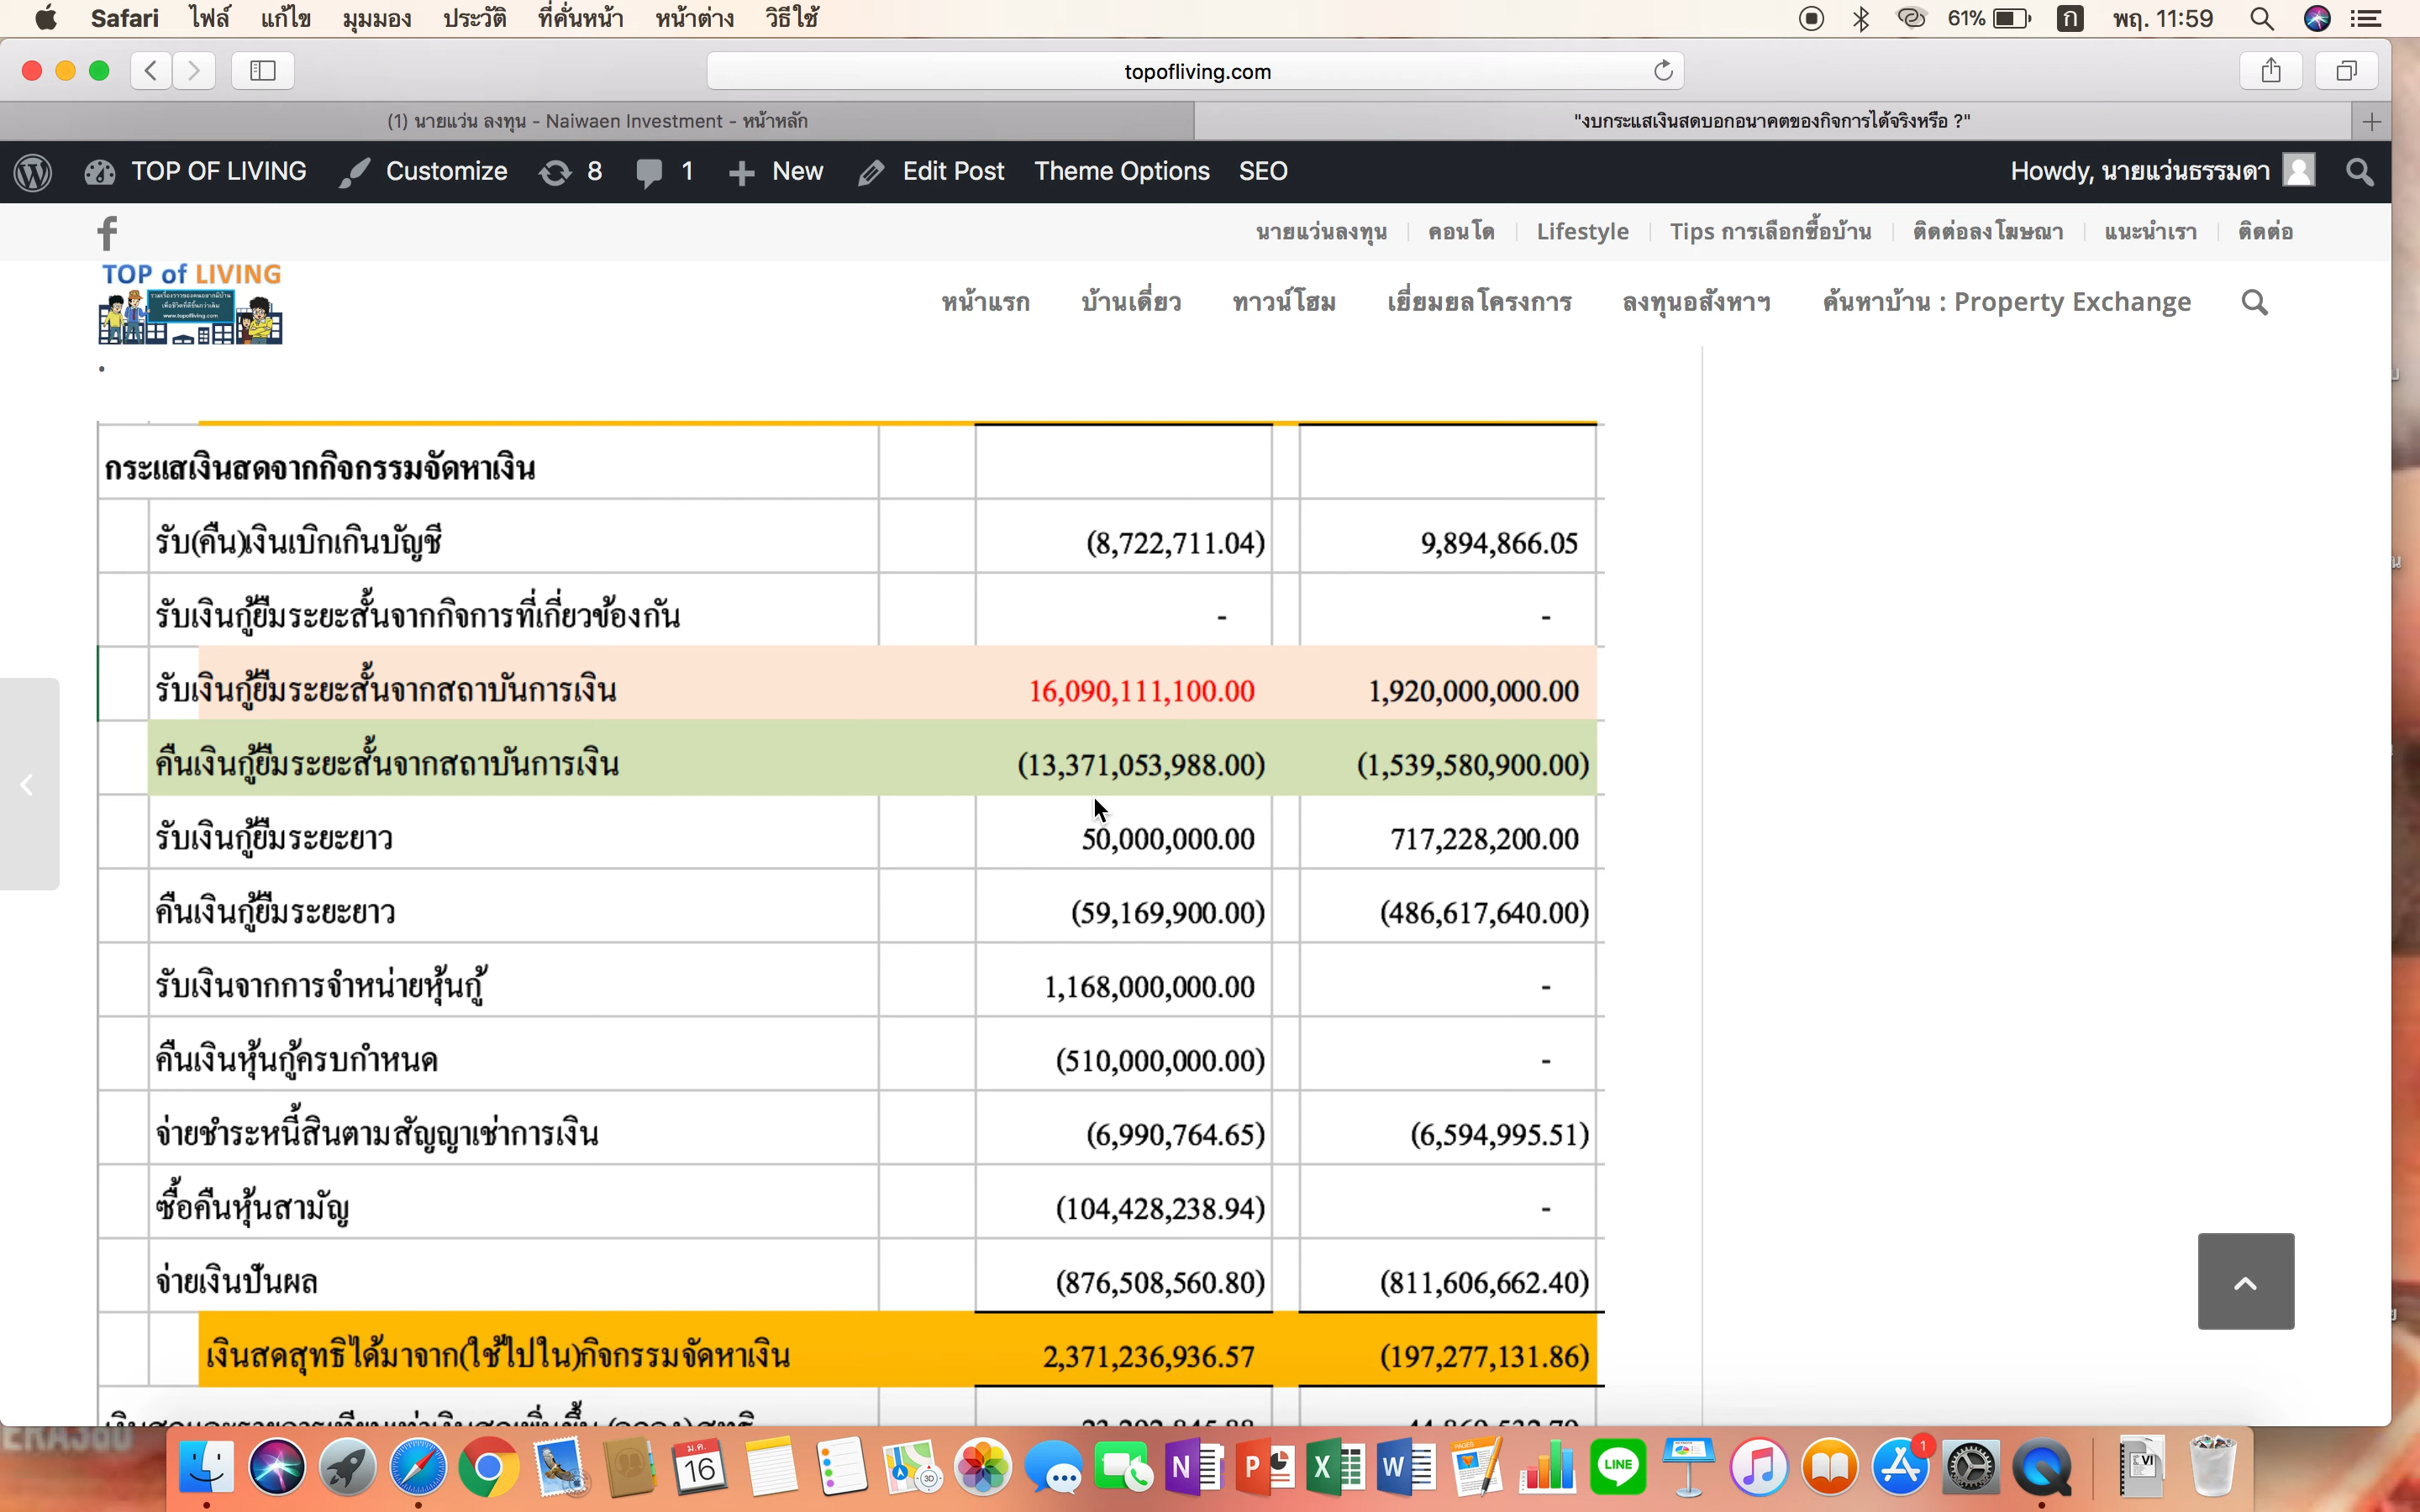 Safari ไฟล์ แก้ไข มุมมอง ประวัติ ที่คั่นหน้า หน้าต่าง วิธีใช้ 61% ก พฤ. 11:59
topofliving.com
(1) นายแว่น ลงทุน - Naiwaen Investment - หน้าหลัก "งบกระแสเงินสดบอกอนาคตของกิจการได้จริงหรือ ?"
TOP OF LIVING Customize 8 1 New Edit Post Theme Options SEO Howdy, นายแว่นธรรมดา
นายแว่นลงทุน คอนโด Lifestyle Tips การเลือกซื้อบ้าน ติดต่อลงโฆษณา แนะนำเรา ติดต่อ
TOP of LIVING
www.topofliving.com
หน้าแรก บ้านเดี่ยว ทาวน์โฮม เยี่ยมยลโครงการ ลงทุนอสังหาฯ ค้นหาบ้าน : Property Exchange
.
กระแสเงินสดจากกิจกรรมจัดหาเงิน
รับ(คืน)เงินเบิกเกินบัญชี (8,722,711.04) 9,894,866.05
รับเงินกู้ยืมระยะสั้นจากกิจการที่เกี่ยวข้องกัน - -
รับเงินกู้ยืมระยะสั้นจากสถาบันการเงิน 16,090,111,100.00 1,920,000,000.00
คืนเงินกู้ยืมระยะสั้นจากสถาบันการเงิน (13,371,053,988.00) (1,539,580,900.00)
รับเงินกู้ยืมระยะยาว 50,000,000.00 717,228,200.00
คืนเงินกู้ยืมระยะยาว (59,169,900.00) (486,617,640.00)
รับเงินจากการจำหน่ายหุ้นกู้ 1,168,000,000.00 -
คืนเงินหุ้นกู้ครบกำหนด (510,000,000.00) -
จ่ายชำระหนี้สินตามสัญญาเช่าการเงิน (6,990,764.65) (6,594,995.51)
ซื้อคืนหุ้นสามัญ (104,428,238.94) -
จ่ายเงินปันผล (876,508,560.80) (811,606,662.40)
เงินสดสุทธิได้มาจาก(ใช้ไปใน)กิจกรรมจัดหาเงิน 2,371,236,936.57 (197,277,131.86)
ม.ค.
16
3D
N P X W
PAGES
LINE
1
VI